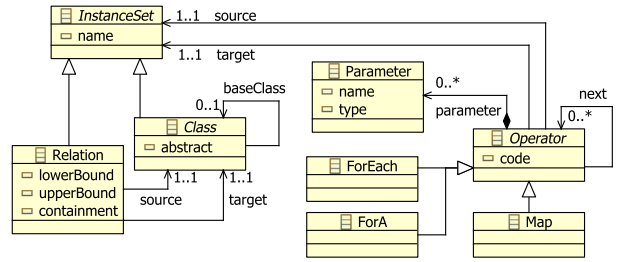 InstanceSet
name
1..1 source
1..1 target
Parameter
name
type
0..*
parameter
next
0..*
Operator
code
baseClass
0..1
Class
abstract
Relation
lowerBound
upperBound
containment
1..1
source
1..1
target
ForEach
ForA
Map